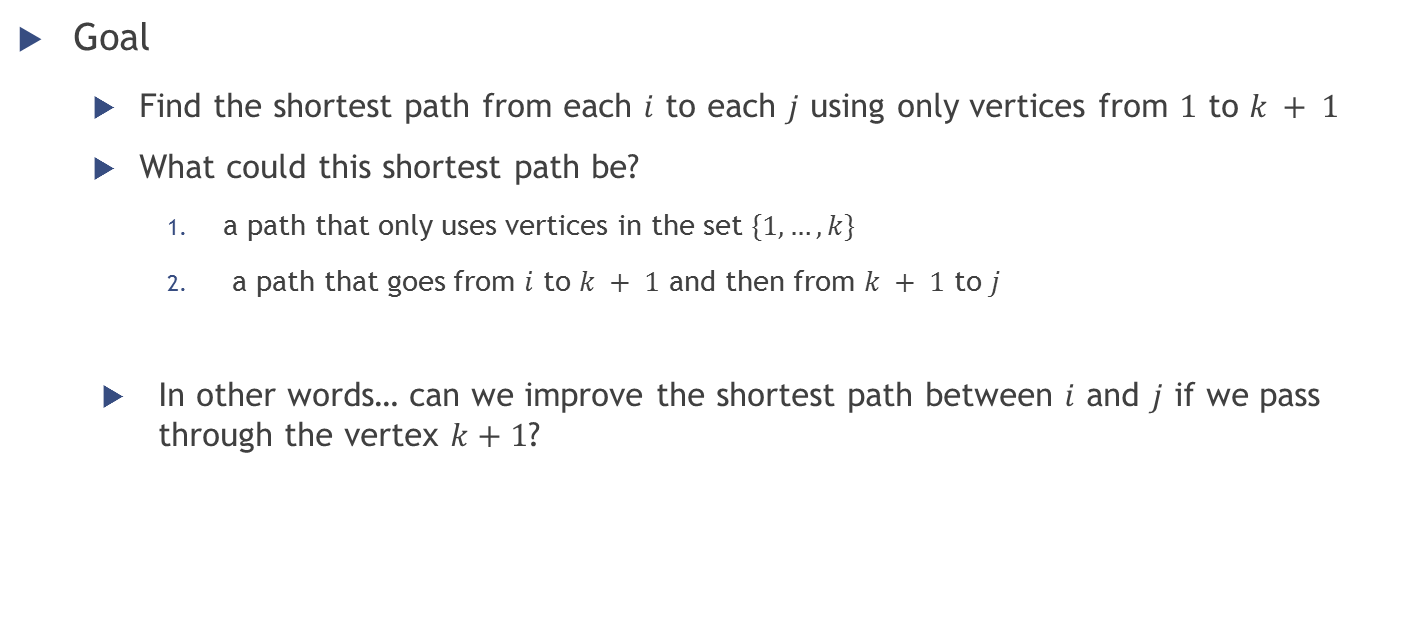 Goal
Find the shortest path from each i to each j using only vertices from 1 to k + 1
What could this shortest path be?
1. a path that only uses vertices in the set {1, … , k}
2. a path that goes from i to k + 1 and then from k + 1 to j
In other words… can we improve the shortest path between i and j if we pass
through the vertex k + 1?